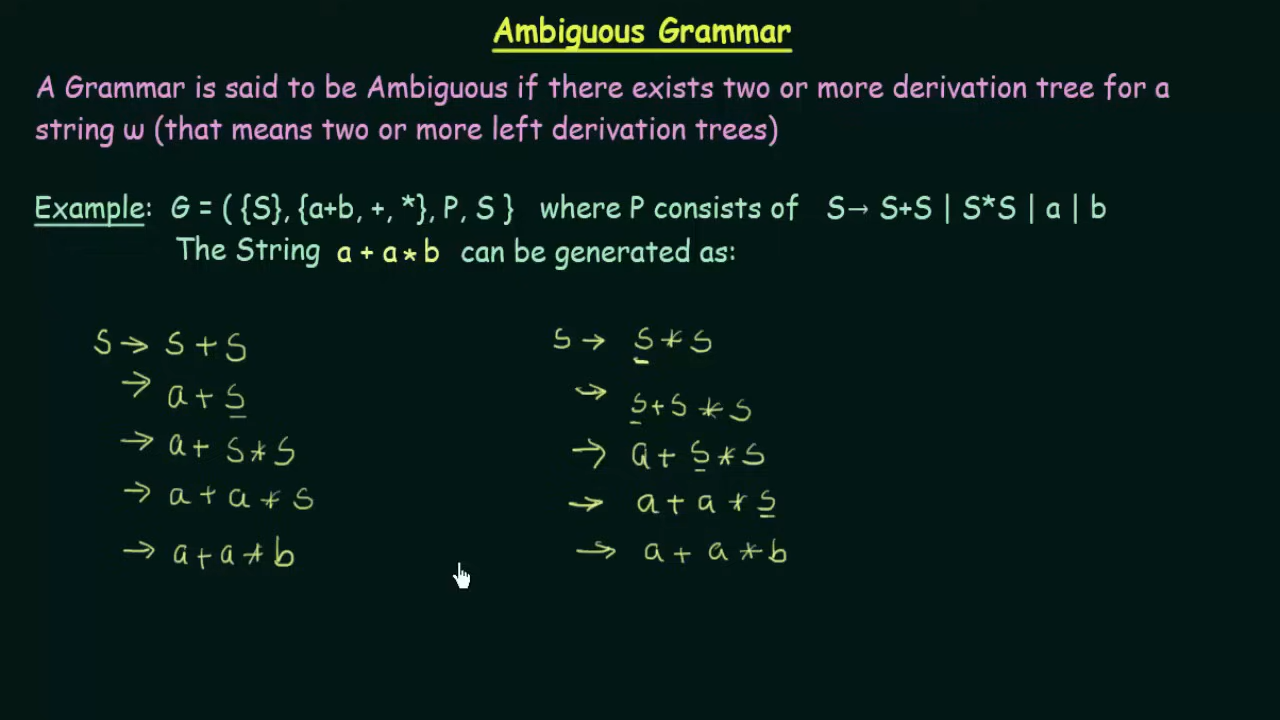 Ambiguous Grammar
A Grammar is said to be Ambiguous if there exists two or more derivation tree for a
string w (that means two or more left derivation trees)
Example: G = ( {S}, {a+b, +, *}, P, S } where P consists of S→ S+S | S*S | a | b
The String a + a * b can be generated as:
S → S + S
→ a + S
→ a + S * S
→ a + a * S
→ a + a * b
S → S * S
→ S + S * S
→ a + S * S
→ a + a * S
→ a + a * b